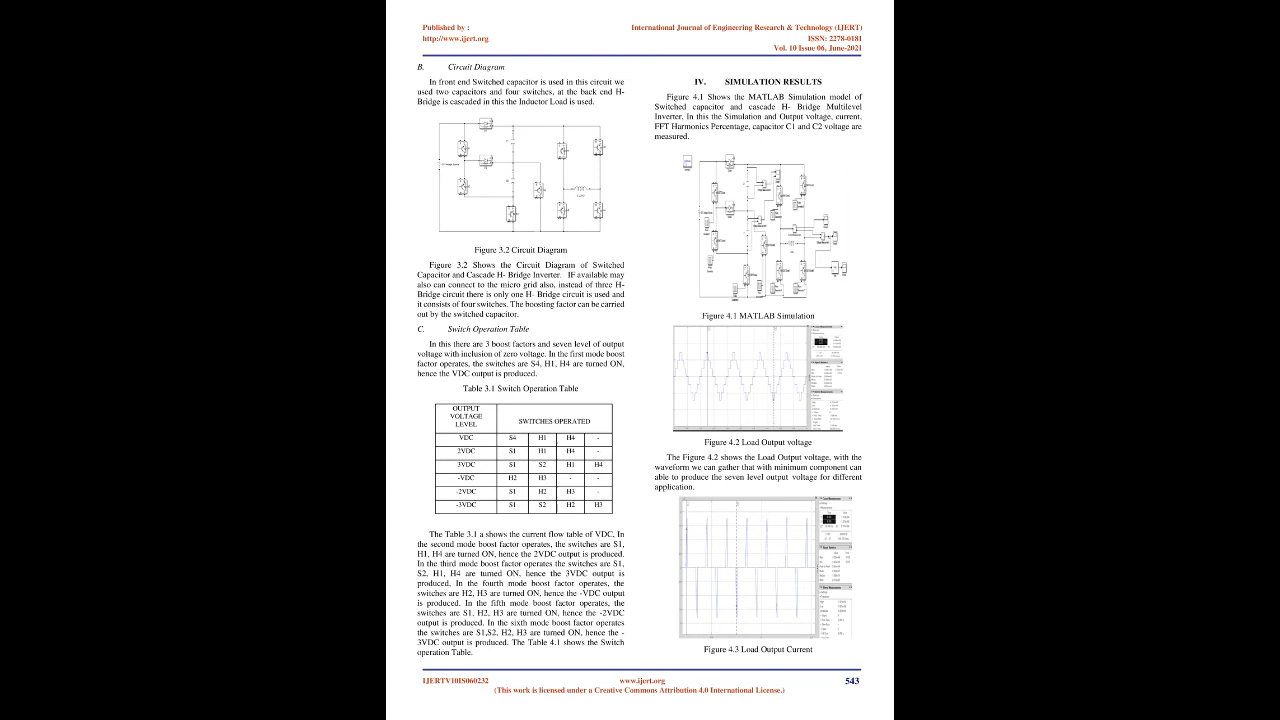 Published by :
http://www.ijert.org
International Journal of Engineering Research & Technology (IJERT)
ISSN: 2278-0181
Vol. 10 Issue 06, June-2021
B. Circuit Diagram
In front end Switched capacitor is used in this circuit we
used two capacitors and four switches, at the back end H-
Bridge is cascaded in this the Inductor Load is used.
Figure 3.2 Circuit Diagram
Figure 3.2 Shows the Circuit Diagram of Switched
Capacitor and Cascade H- Bridge Inverter. IF available may
also can connect to the micro grid also, instead of three H-
Bridge circuit there is only one H- Bridge circuit is used and
it consists of four switches. The boosting factor can be carried
out by the switched capacitor.
C. Switch Operation Table
In this there are 3 boost factors and seven level of output
voltage with inclusion of zero voltage. In the first mode boost
factor operates, the switches are S4, H1, H4 are turned ON,
hence the VDC output is produced.
Table 3.1 Switch Operation Table
OUTPUT
VOLTAGE
LEVEL
SWITCHES OPERATED
VDC S4 H1 H4 -
2VDC S1 H1 H4 -
3VDC S1 S2 H1 H4
-VDC H2 H3 - -
-2VDC S1 H2 H3 -
-3VDC S1 S2 H2 H3
The Table 3.1 a shows the current flow table of VDC, In
the second mode boost factor operates, the switches are S1,
H1, H4 are turned ON, hence the 2VDC output is produced.
In the third mode boost factor operates the switches are S1,
S2, H1, H4 are turned ON, hence the 3VDC output is
produced, In the fourth mode boost factor operates, the
switches are H2, H3 are turned ON, hence the -VDC output
is produced. In the fifth mode boost factor operates, the
switches are S1, H2, H3 are turned ON, hence the -2VDC
output is produced. In the sixth mode boost factor operates
the switches are S1,S2, H2, H3 are turned ON, hence the -
3VDC output is produced. The Table 4.1 shows the Switch
operation Table.
IV. SIMULATION RESULTS
Figure 4.1 Shows the MATLAB Simulation model of
Switched capacitor and cascade H- Bridge Multilevel
Inverter, In this the Simulation and Output voltage, current,
FFT Harmonics Percentage, capacitor C1 and C2 voltage are
measured.
Figure 4.1 MATLAB Simulation
Figure 4.2 Load Output voltage
The Figure 4.2 shows the Load Output voltage, with the
waveform we can gather that with minimum component can
able to produce the seven level output voltage for different
application.
Figure 4.3 Load Output Current
IJERTV10IS060232
www.ijert.org
543
(This work is licensed under a Creative Commons Attribution 4.0 International License.)